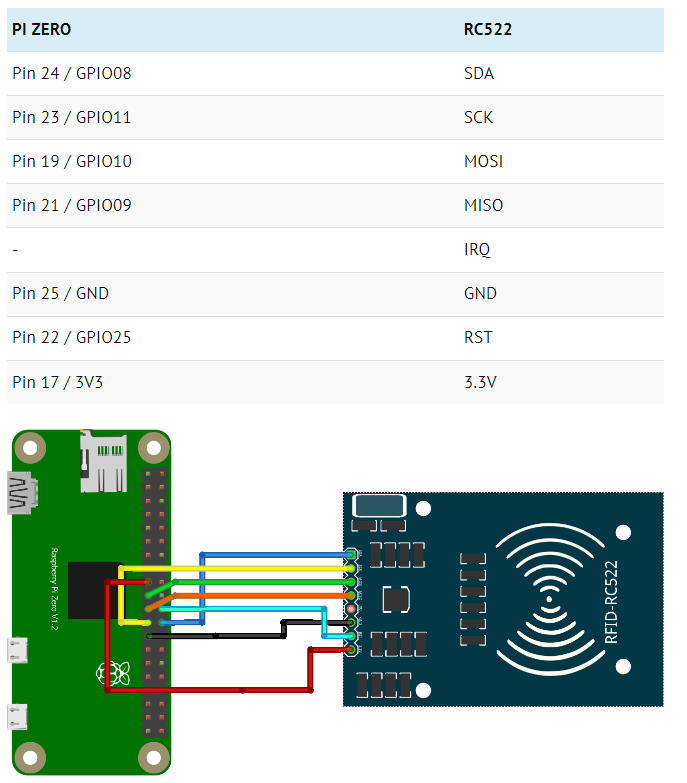 PI ZERO RC522
Pin 24 / GPIO08 SDA
Pin 23 / GPIO11 SCK
Pin 19 / GPIO10 MOSI
Pin 21 / GPIO09 MISO
- IRQ
Pin 25 / GND GND
Pin 22 / GPIO25 RST
Pin 17 / 3V3 3.3V
Raspberry Pi Zero V1.2
RFID-RC522